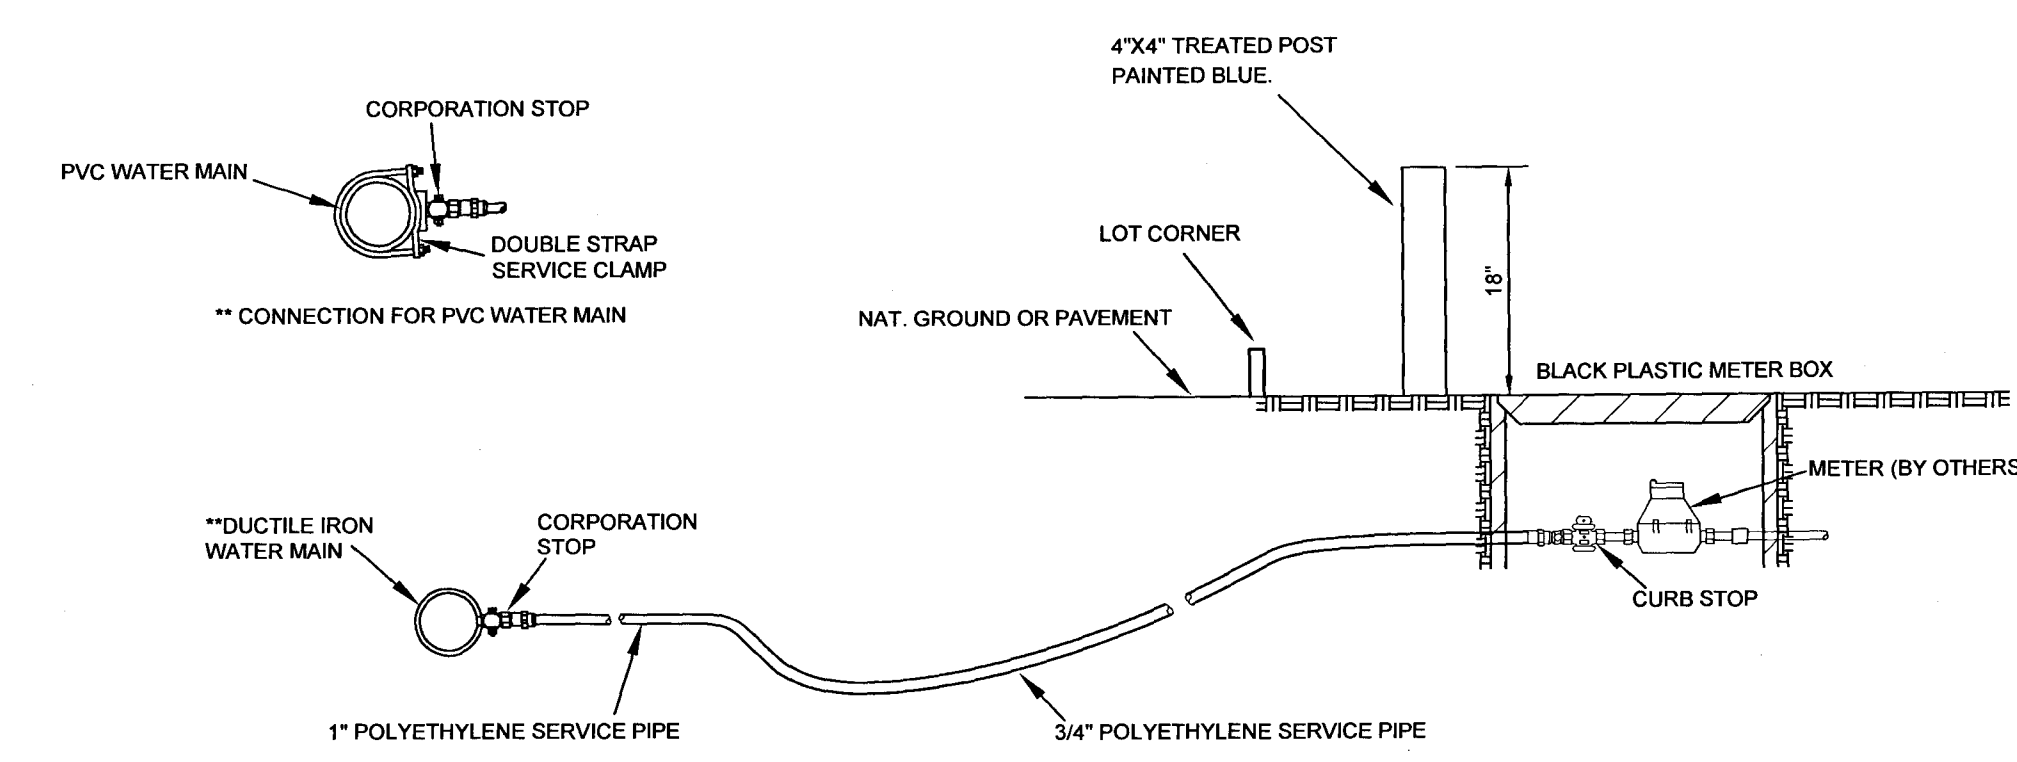 4"X4" TREATED POST
PAINTED BLUE.
CORPORATION STOP
PVC WATER MAIN
DOUBLE STRAP
SERVICE CLAMP
** CONNECTION FOR PVC WATER MAIN
LOT CORNER
18"
NAT. GROUND OR PAVEMENT
BLACK PLASTIC METER BOX
METER (BY OTHERS
**DUCTILE IRON
WATER MAIN
CORPORATION
STOP
CURB STOP
1" POLYETHYLENE SERVICE PIPE
3/4" POLYETHYLENE SERVICE PIPE